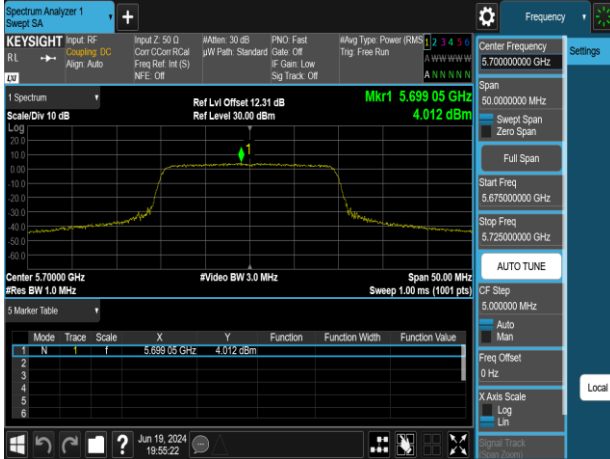 Spectrum Analyzer 1
Swept SA
+
Frequency
KEYSIGHT
RL
LXI
Input: RF
Coupling: DC
Align: Auto
Input Z: 50 Ω
Corr CCorr RCal
Freq Ref: Int (S)
NFE: Off
#Atten: 30 dB
µW Path: Standard
PNO: Fast
Gate: Off
IF Gain: Low
Sig Track: Off
#Avg Type: Power (RMS)
Trig: Free Run
1 2 3 4 5 6
A W W W W W
A N N N N N
Center Frequency
5.700000000 GHz
Settings
Span
50.0000000 MHz
Swept Span
Zero Span
Full Span
Start Freq
5.675000000 GHz
Stop Freq
5.725000000 GHz
AUTO TUNE
CF Step
5.000000 MHz
Auto
Man
Freq Offset
0 Hz
X Axis Scale
Log
Lin
Signal Track
(Span Zoom)
Local
1 Spectrum
Scale/Div 10 dB
Log
Ref Lvl Offset 12.31 dB
Ref Level 30.00 dBm
Mkr1 5.699 05 GHz
4.012 dBm
20.0
10.0
0.00
-10.0
-20.0
-30.0
-40.0
-50.0
-60.0
1
Center 5.70000 GHz
#Res BW 1.0 MHz
#Video BW 3.0 MHz
Span 50.00 MHz
Sweep 1.00 ms (1001 pts)
5 Marker Table
Mode Trace Scale X Y Function Function Width Function Value
1 N 1 f 5.699 05 GHz 4.012 dBm
2
3
4
5
6
?
Jun 19, 2024
19:55:22